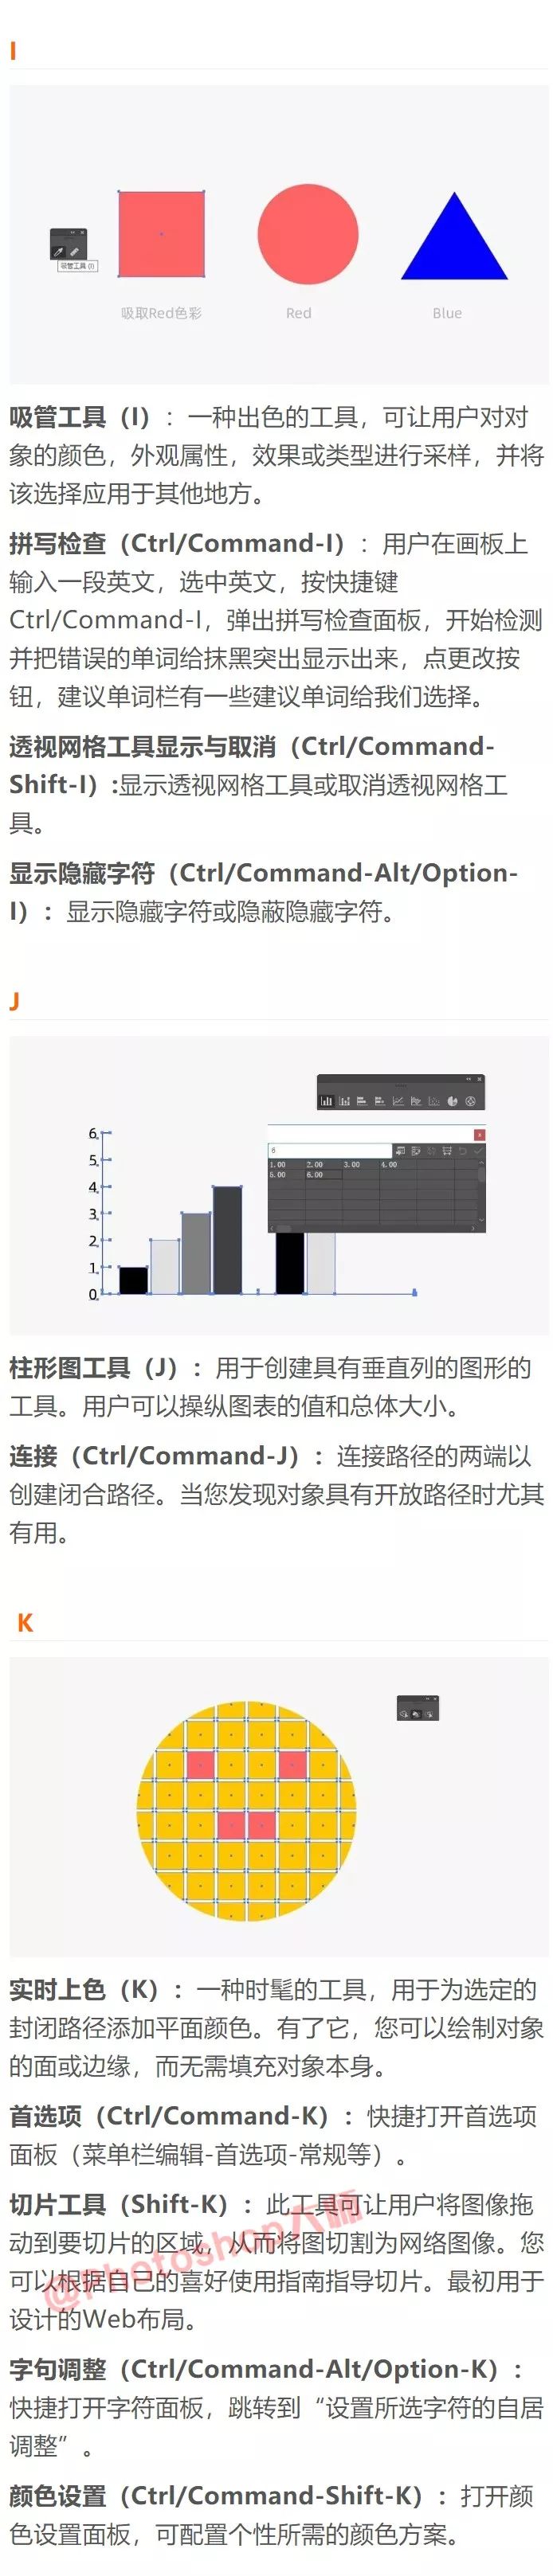 I
吸管工具 (I)
吸取Red色彩
Red
Blue
吸管工具（I）：一种出色的工具，可让用户对对
象的颜色，外观属性，效果或类型进行采样，并将
该选择应用于其他地方。
拼写检查（Ctrl/Command-I）：用户在画板上
输入一段英文，选中英文，按快捷键
Ctrl/Command-I，弹出拼写检查面板，开始检测
并把错误的单词给抹黑突出显示出来，点更改按
钮，建议单词栏有一些建议单词给我们选择。
透视网格工具显示与取消（Ctrl/Command-
Shift-I）:显示透视网格工具或取消透视网格工
具。
显示隐藏字符（Ctrl/Command-Alt/Option-
I）：显示隐藏字符或隐蔽隐藏字符。
J
6
5
4
3
2
1
0
6
1.00 2.00 3.00 4.00
5.00 6.00
柱形图工具（J）：用于创建具有垂直列的图形的
工具。用户可以操纵图表的值和总体大小。
连接（Ctrl/Command-J）：连接路径的两端以
创建闭合路径。当您发现对象具有开放路径时尤其
有用。
K
实时上色（K）：一种时髦的工具，用于为选定的
封闭路径添加平面颜色。有了它，您可以绘制对象
的面或边缘，而无需填充对象本身。
首选项（Ctrl/Command-K）：快捷打开首选项
面板（菜单栏编辑-首选项-常规等）。
切片工具（Shift-K）：此工具可让用户将图像拖
动到要切片的区域，从而将图切割为网络图像。您
可以根据自己的喜好使用指南指导切片。最初用于
设计的Web布局。
@Photoshop大师
字句调整（Ctrl/Command-Alt/Option-K）：
快捷打开字符面板，跳转到“设置所选字符的自居
调整”。
颜色设置（Ctrl/Command-Shift-K）：打开颜
色设置面板，可配置个性所需的颜色方案。